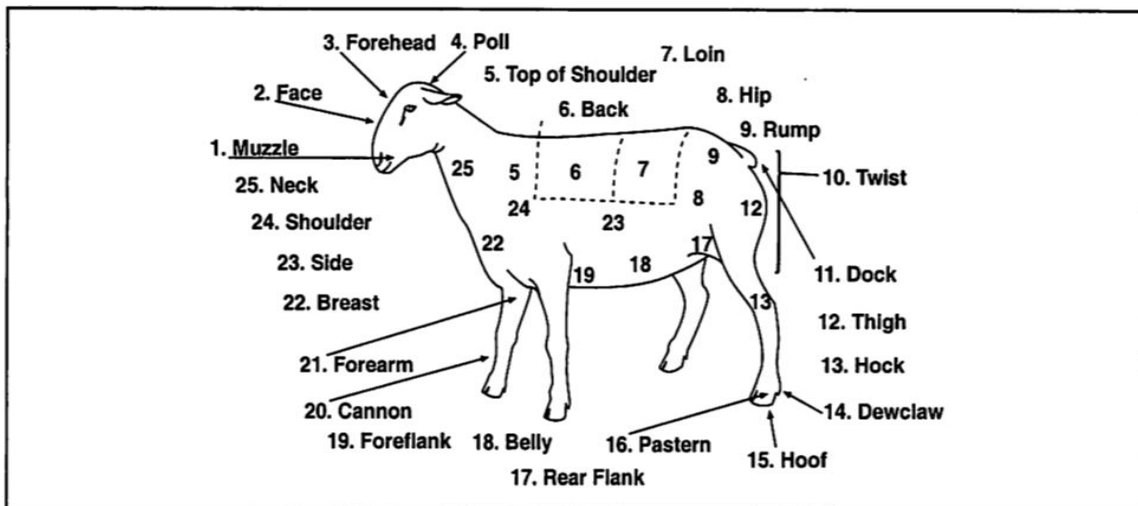 3. Forehead
4. Poll
7. Loin
5. Top of Shoulder
2. Face
6. Back
8. Hip
9. Rump
1. Muzzle
10. Twist
25. Neck
24. Shoulder
23. Side
11. Dock
22. Breast
12. Thigh
21. Forearm
13. Hock
20. Cannon
14. Dewclaw
19. Foreflank
18. Belly
16. Pastern
15. Hoof
17. Rear Flank
25
5
6
7
9
8
12
24
23
22
17
18
19
13